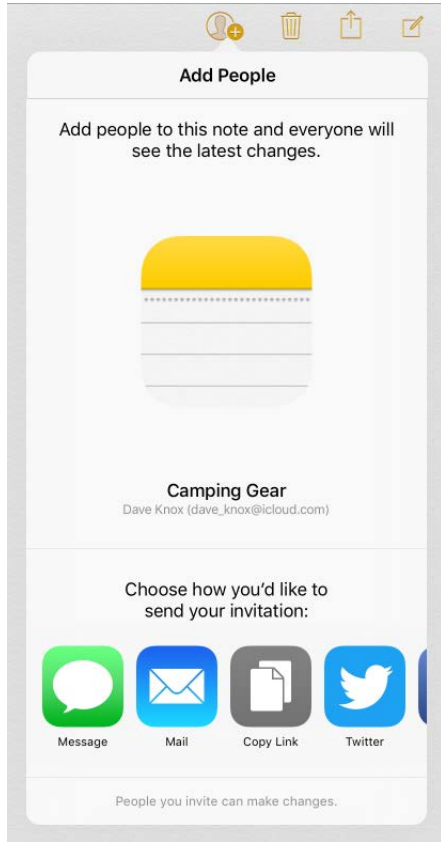 Add People
Add people to this note and everyone will
see the latest changes.
Camping Gear
Dave Knox (dave_knox@icloud.com)
Choose how you'd like to
send your invitation:
Message Mail Copy Link Twitter
People you invite can make changes.